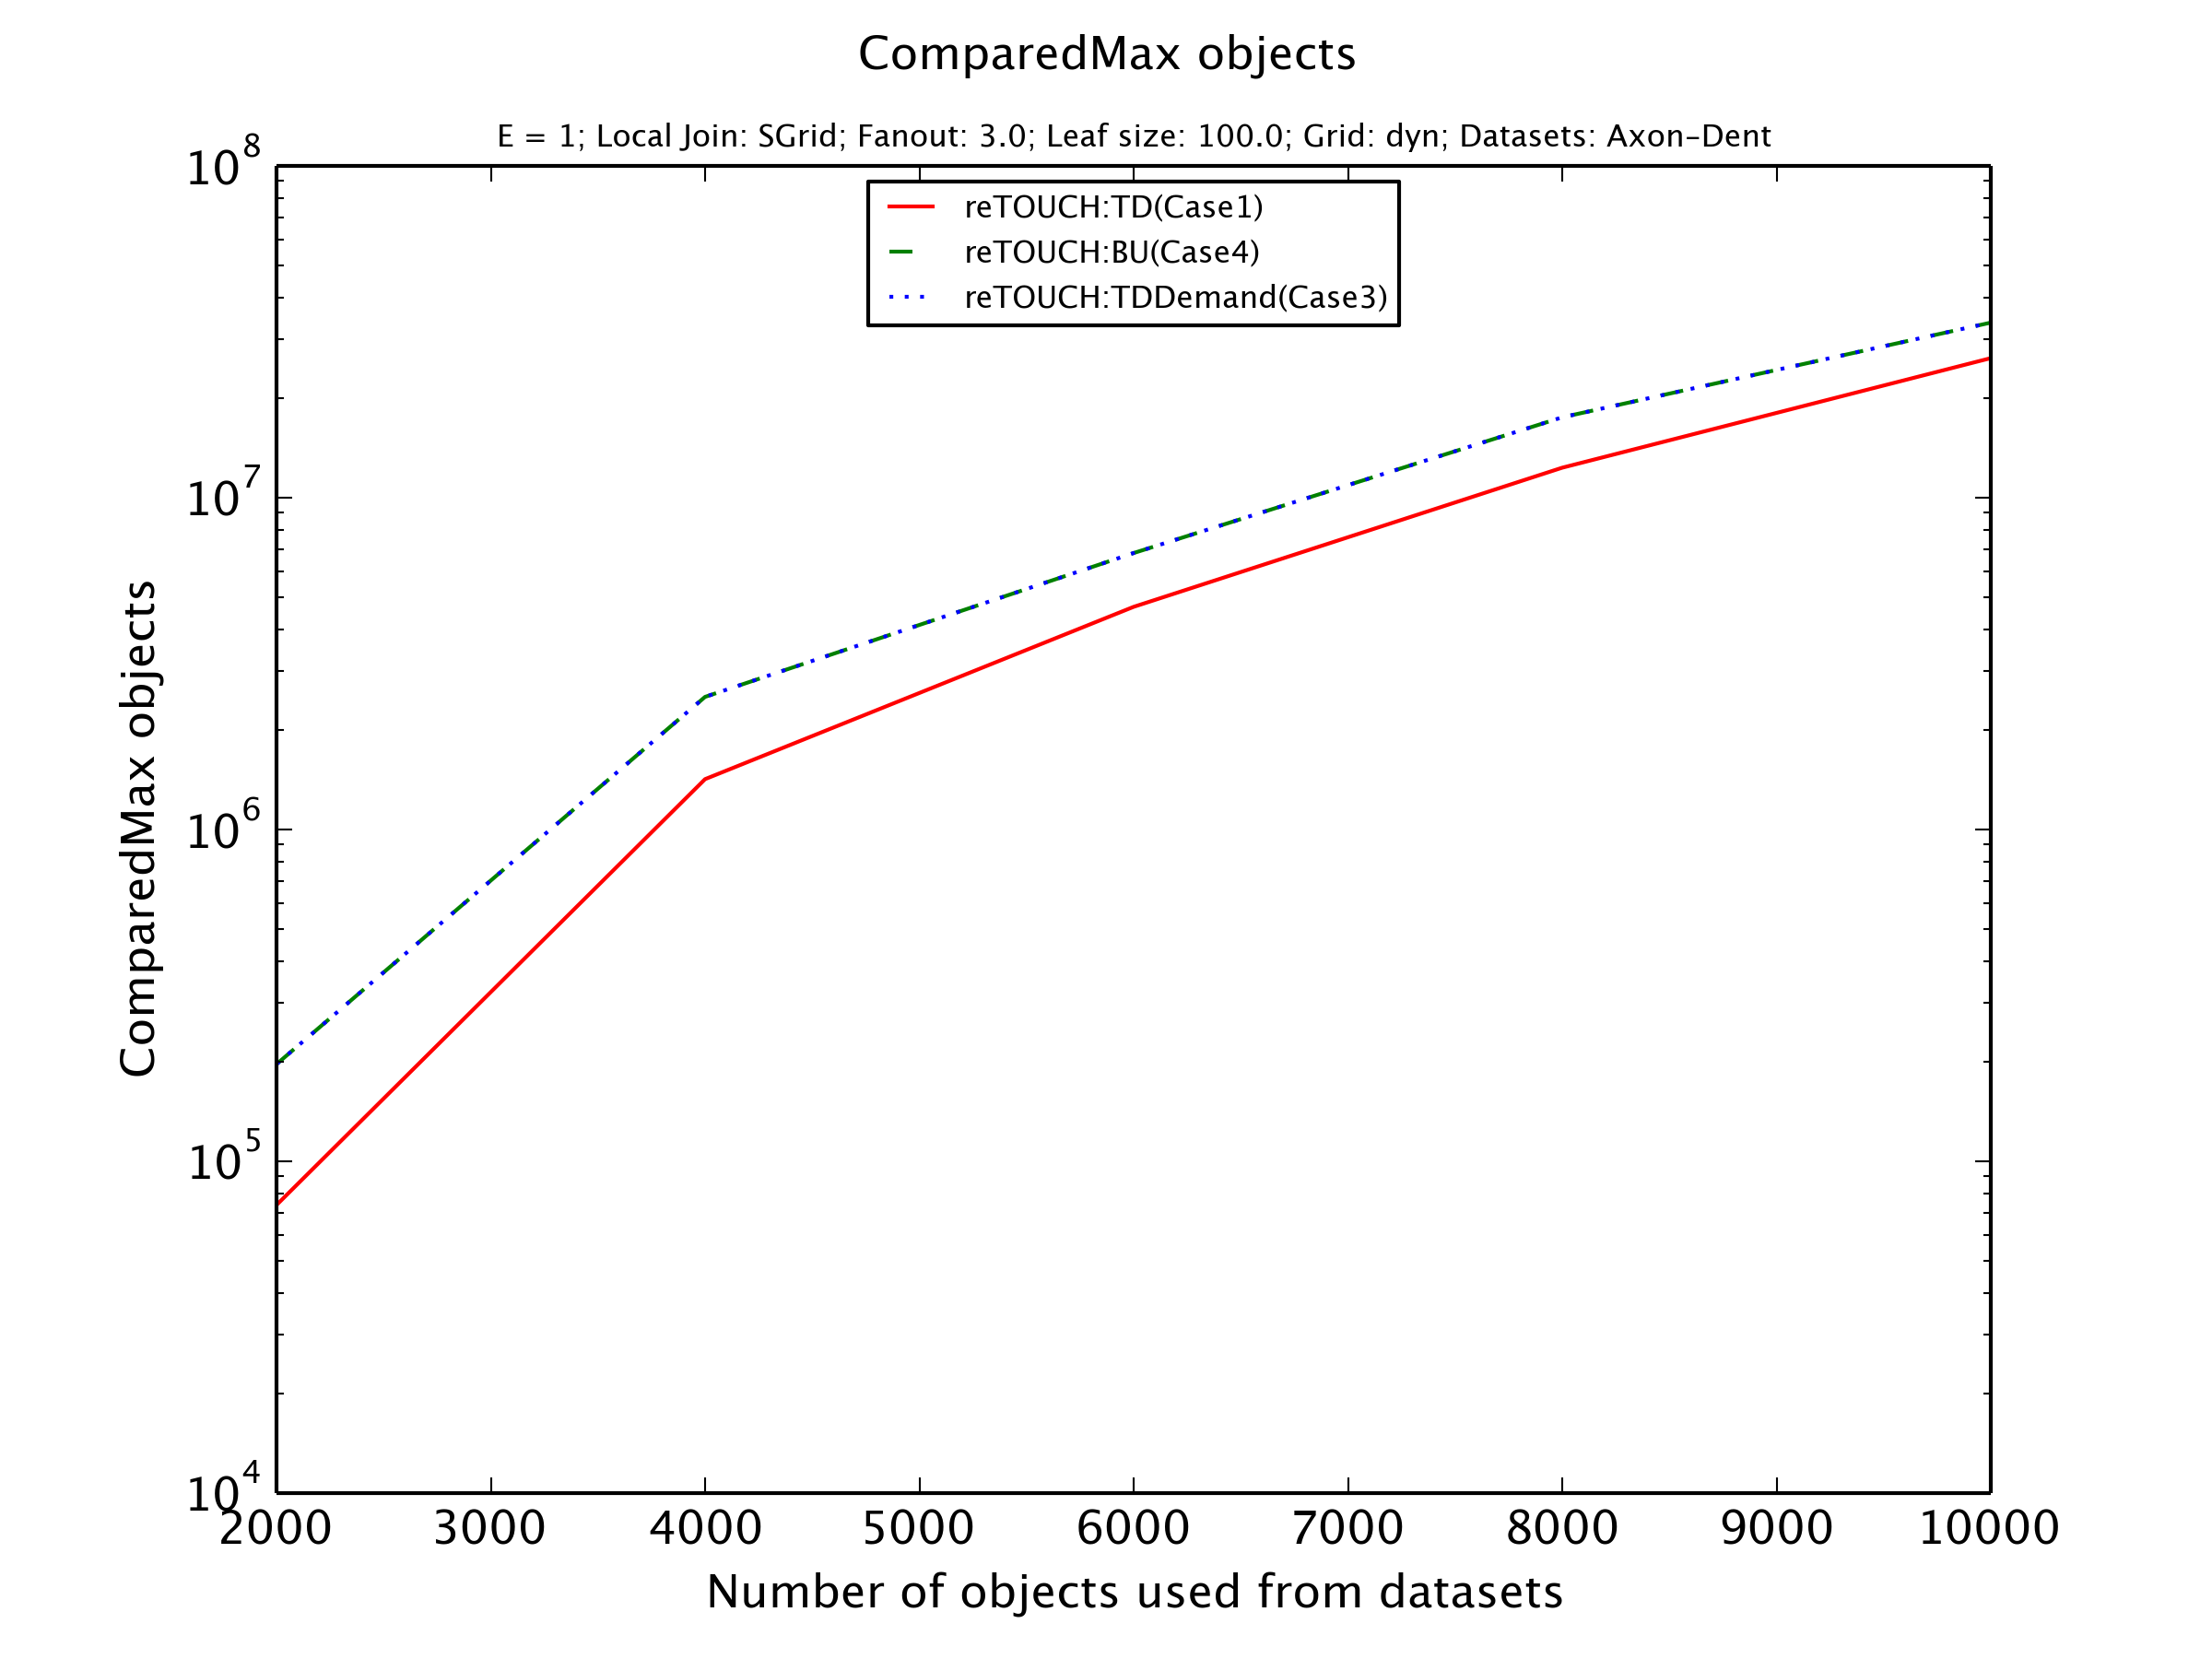 ComparedMax objects
E = 1; Local Join: SGrid; Fanout: 3.0; Leaf size: 100.0; Grid: dyn; Datasets: Axon-Dent
reTOUCH:TD(Case1)
reTOUCH:BU(Case4)
reTOUCH:TDDemand(Case3)
ComparedMax objects
10^8
10^7
10^6
10^5
10^4
2000 3000 4000 5000 6000 7000 8000 9000 10000
Number of objects used from datasets